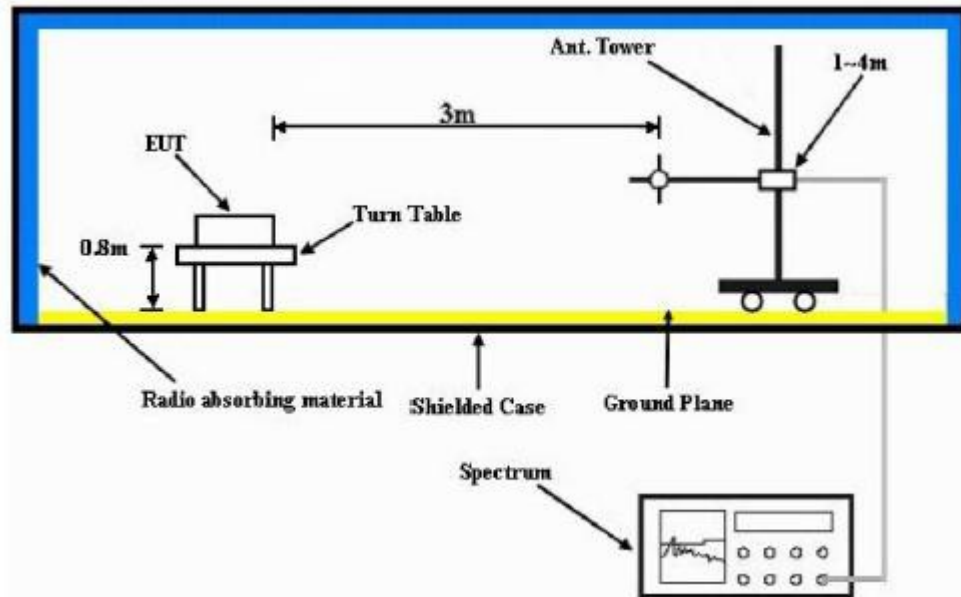 Ant. Tower
1~4m
3m
EUT
Turn Table
0.8m
Radio absorbing material
Shielded Case
Ground Plane
Spectrum